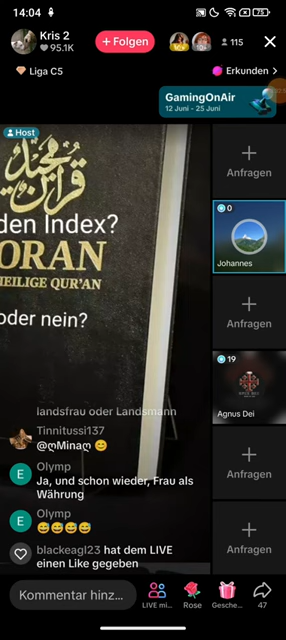 14:04
75
Kris 2
95.1K
+ Folgen
115
Liga C5
Erkunden >
GamingOnAir
12 Juni - 25 Juni
Host
قرآن مجيد
den Index?
ORAN
HEILIGE QUR'AN
oder nein?
Anfragen
0
Johannes
Anfragen
19
Agnus Dei
Anfragen
Anfragen
landsfrau oder Landsmann
Tinnitussi137
@ღMinaღ 😊
E
Olymp
Ja, und schon wieder, Frau als
Währung
E
Olymp
😅😅😅😅
blackeagl23 hat dem LIVE
einen Like gegeben
Kommentar hinz...
LIVE mi...
Rose
Gesche...
47